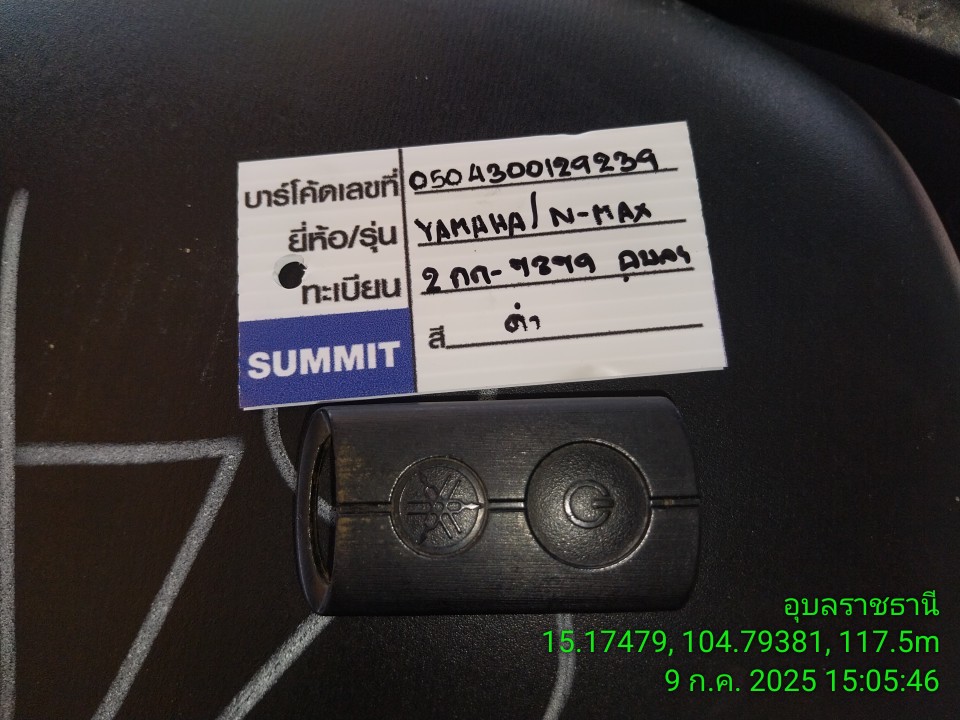 บาร์โค้ดเลขที่ 0504300129239
ยี่ห้อ/รุ่น YAMAHA/N-MAX
ทะเบียน 2 กก-7879 อุบลฯ
สี ดำ
SUMMIT
อุบลราชธานี
15.17479, 104.79381, 117.5m
9 ก.ค. 2025 15:05:46